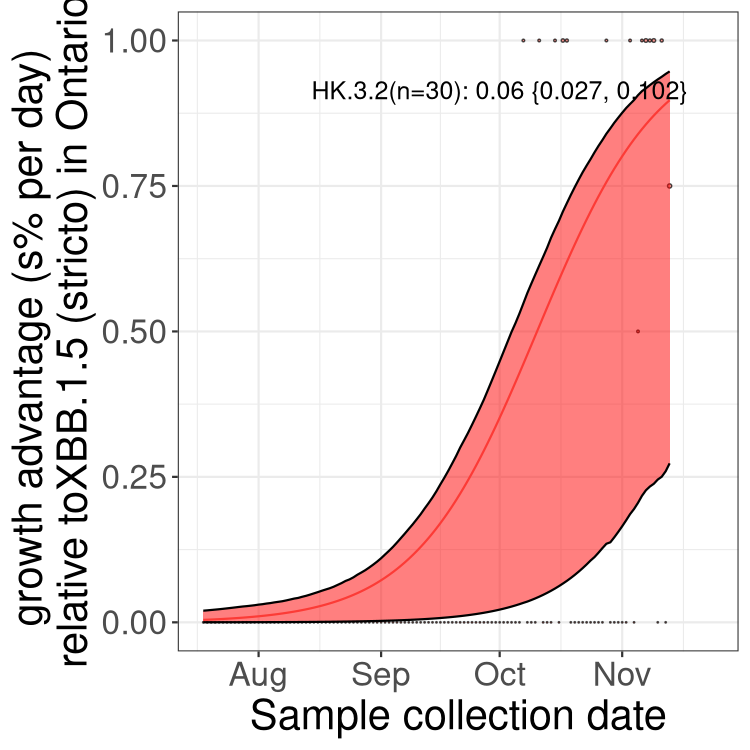 growth advantage (s% per day)
relative toXBB.1.5 (stricto) in Ontario
1.00
0.75
0.50
0.25
0.00
HK.3.2(n=30): 0.06 {0.027, 0.102}
Aug Sep Oct Nov
Sample collection date